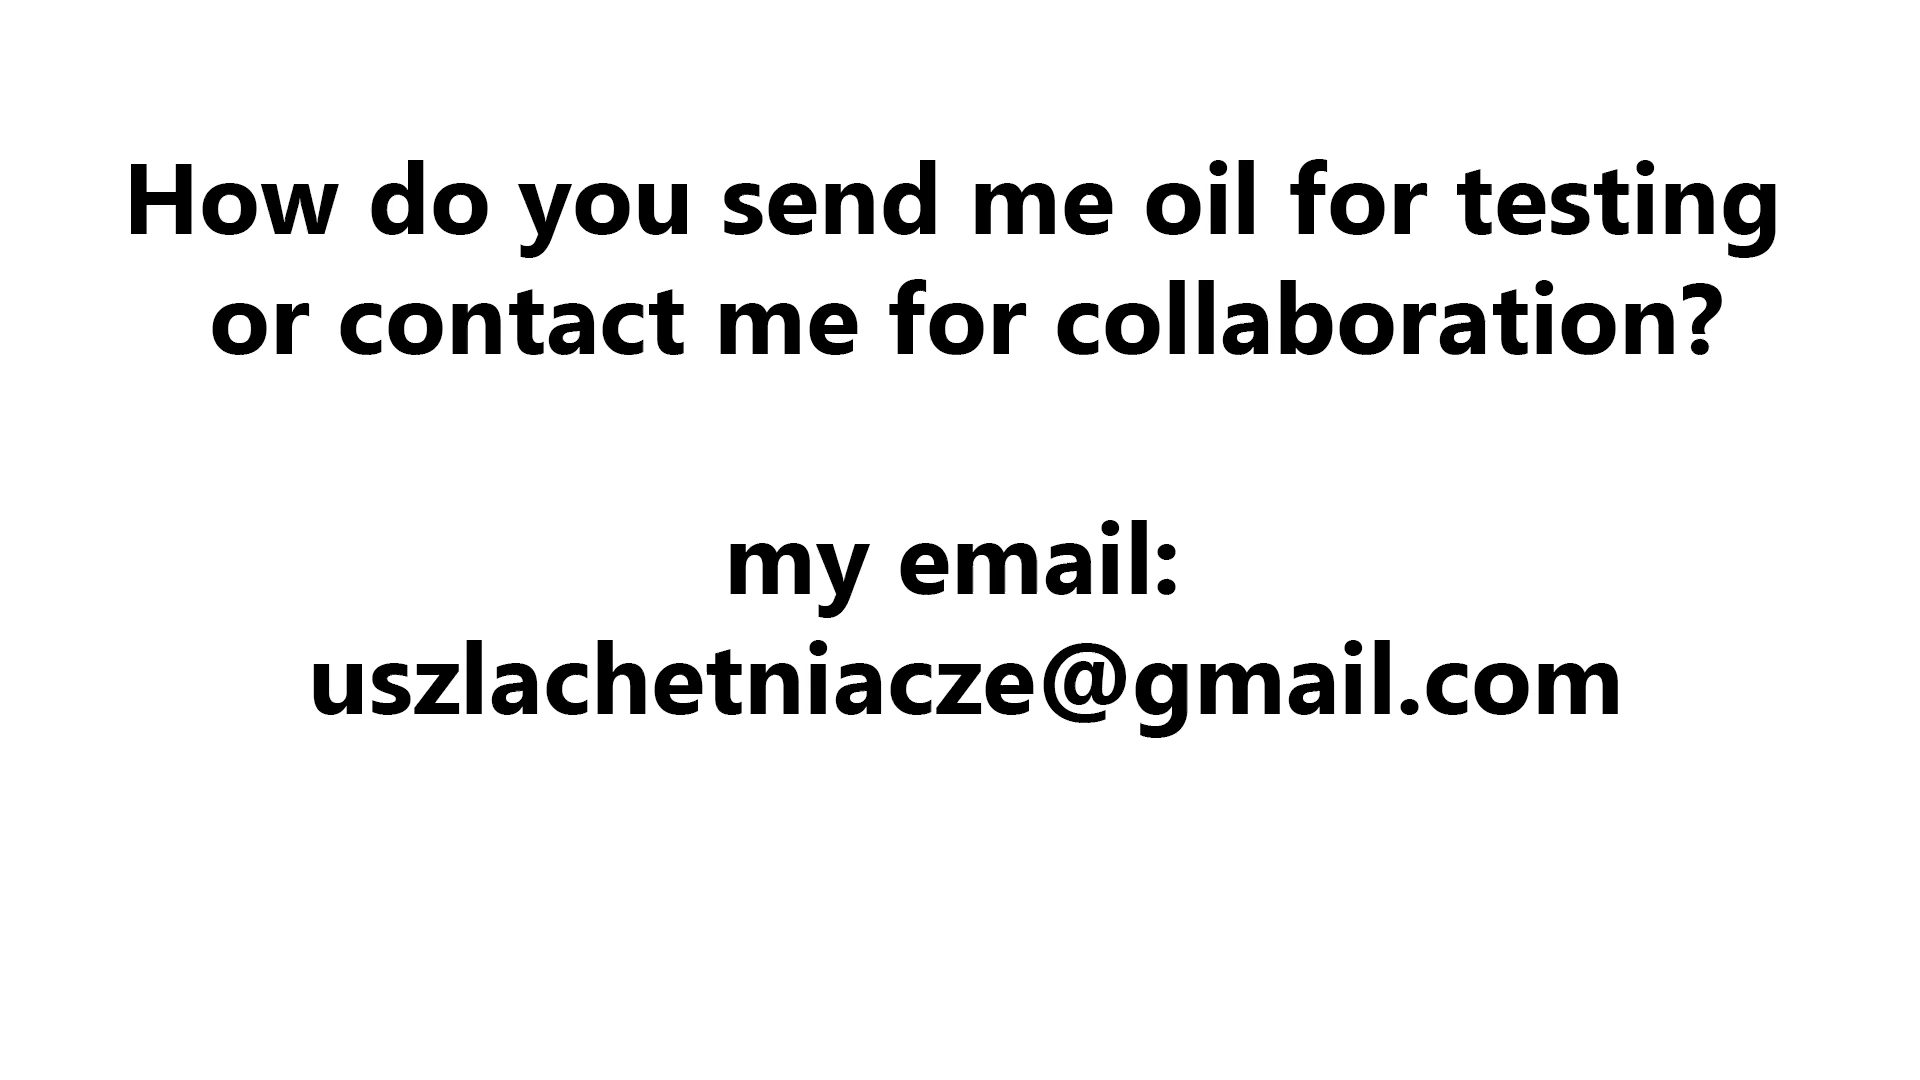 How do you send me oil for testing
or contact me for collaboration?
my email:
uszlachetniacze@gmail.com